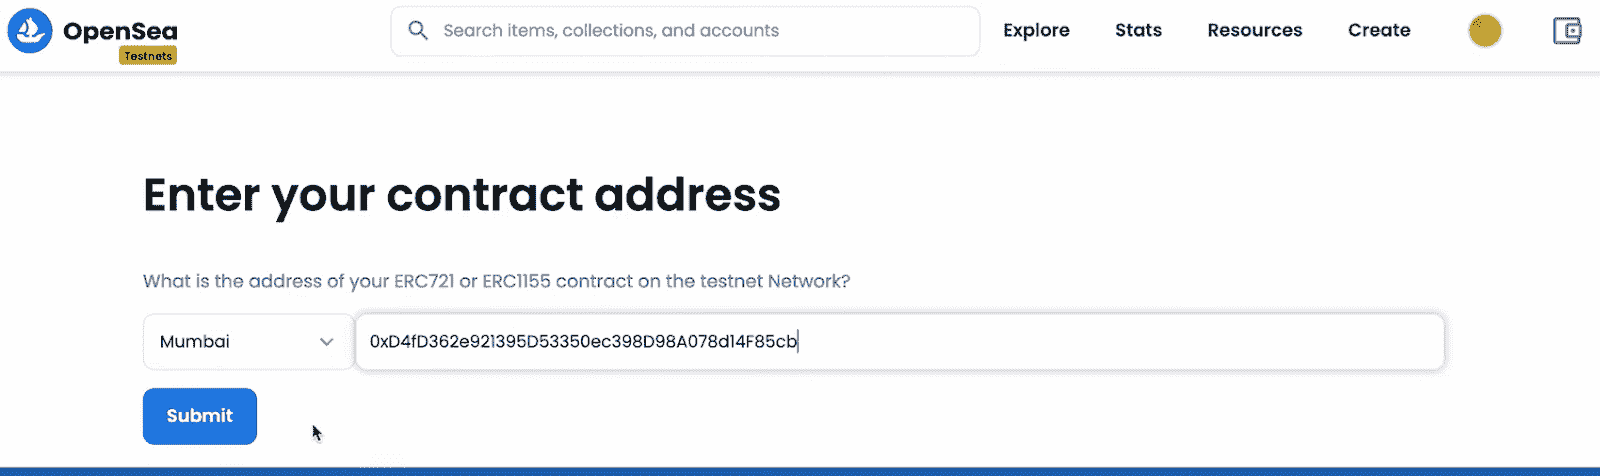 OpenSea
Testnets
Search items, collections, and accounts
Explore
Stats
Resources
Create
Enter your contract address
What is the address of your ERC721 or ERC1155 contract on the testnet Network?
Mumbai
0xD4fD362e921395D53350ec398D98A078d14F85cb
Submit